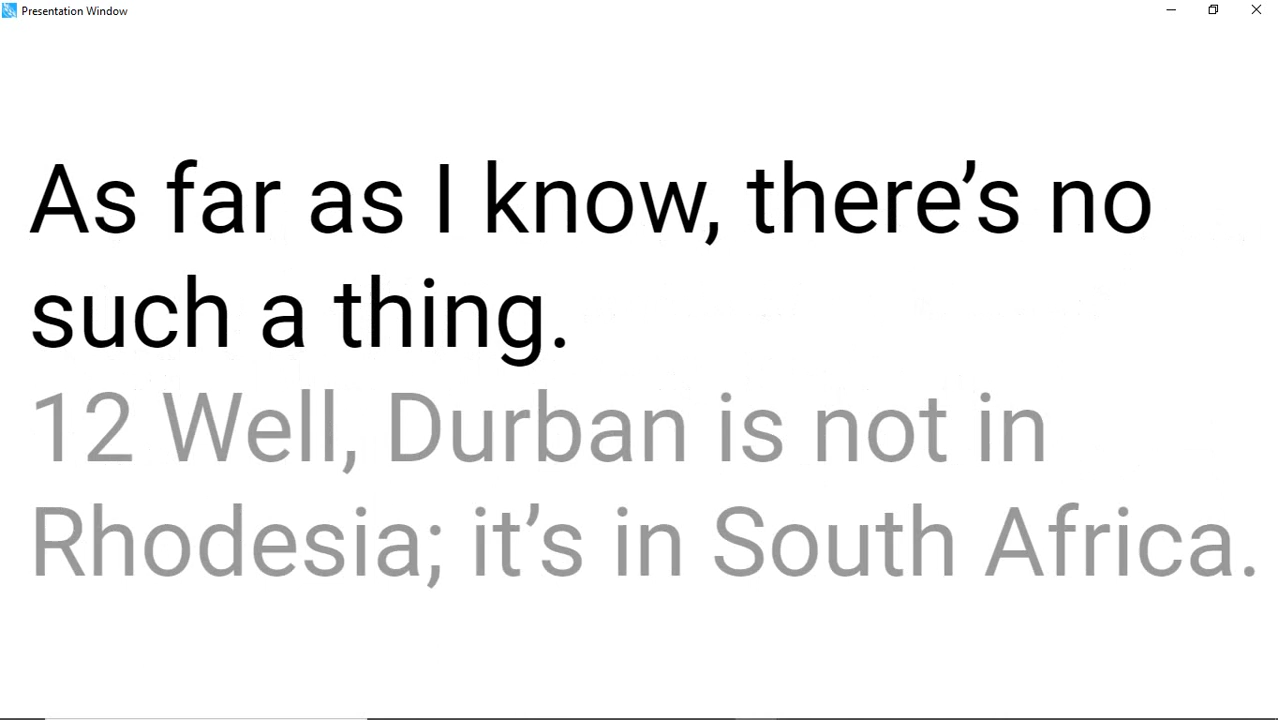 Presentation Window
As far as I know, there’s no
such a thing.
12 Well, Durban is not in
Rhodesia; it’s in South Africa.